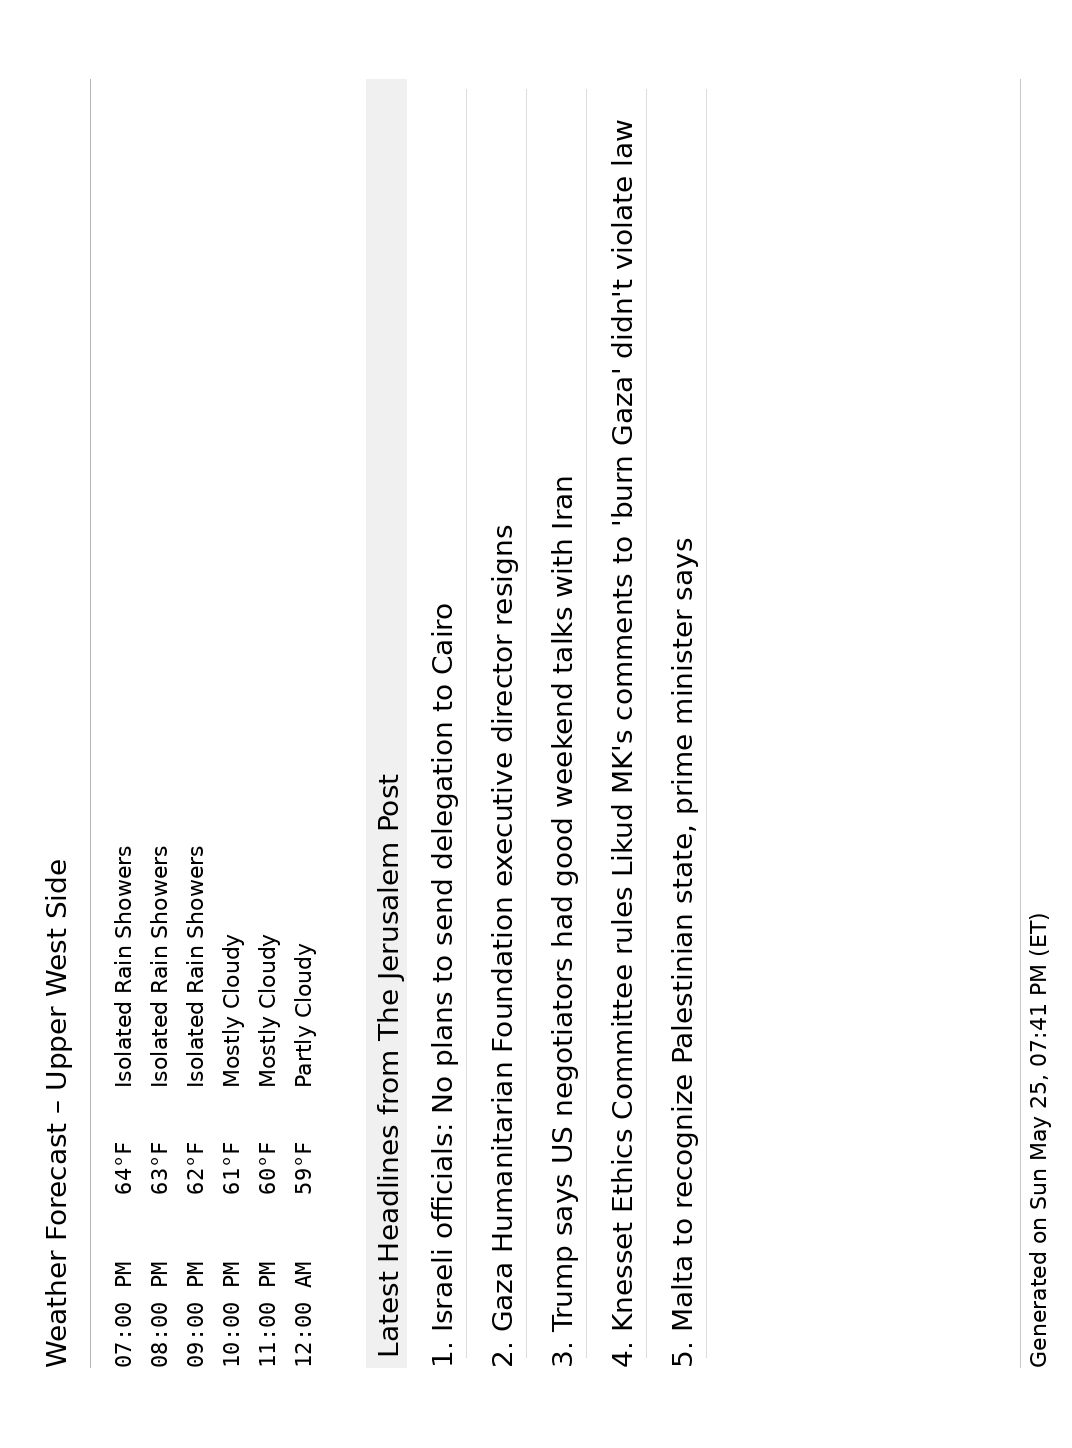 Weather Forecast – Upper West Side
07:00 PM 64°F Isolated Rain Showers
08:00 PM 63°F Isolated Rain Showers
09:00 PM 62°F Isolated Rain Showers
10:00 PM 61°F Mostly Cloudy
11:00 PM 60°F Mostly Cloudy
12:00 AM 59°F Partly Cloudy
Latest Headlines from The Jerusalem Post
1. Israeli officials: No plans to send delegation to Cairo
2. Gaza Humanitarian Foundation executive director resigns
3. Trump says US negotiators had good weekend talks with Iran
4. Knesset Ethics Committee rules Likud MK's comments to 'burn Gaza' didn't violate law
5. Malta to recognize Palestinian state, prime minister says
Generated on Sun May 25, 07:41 PM (ET)